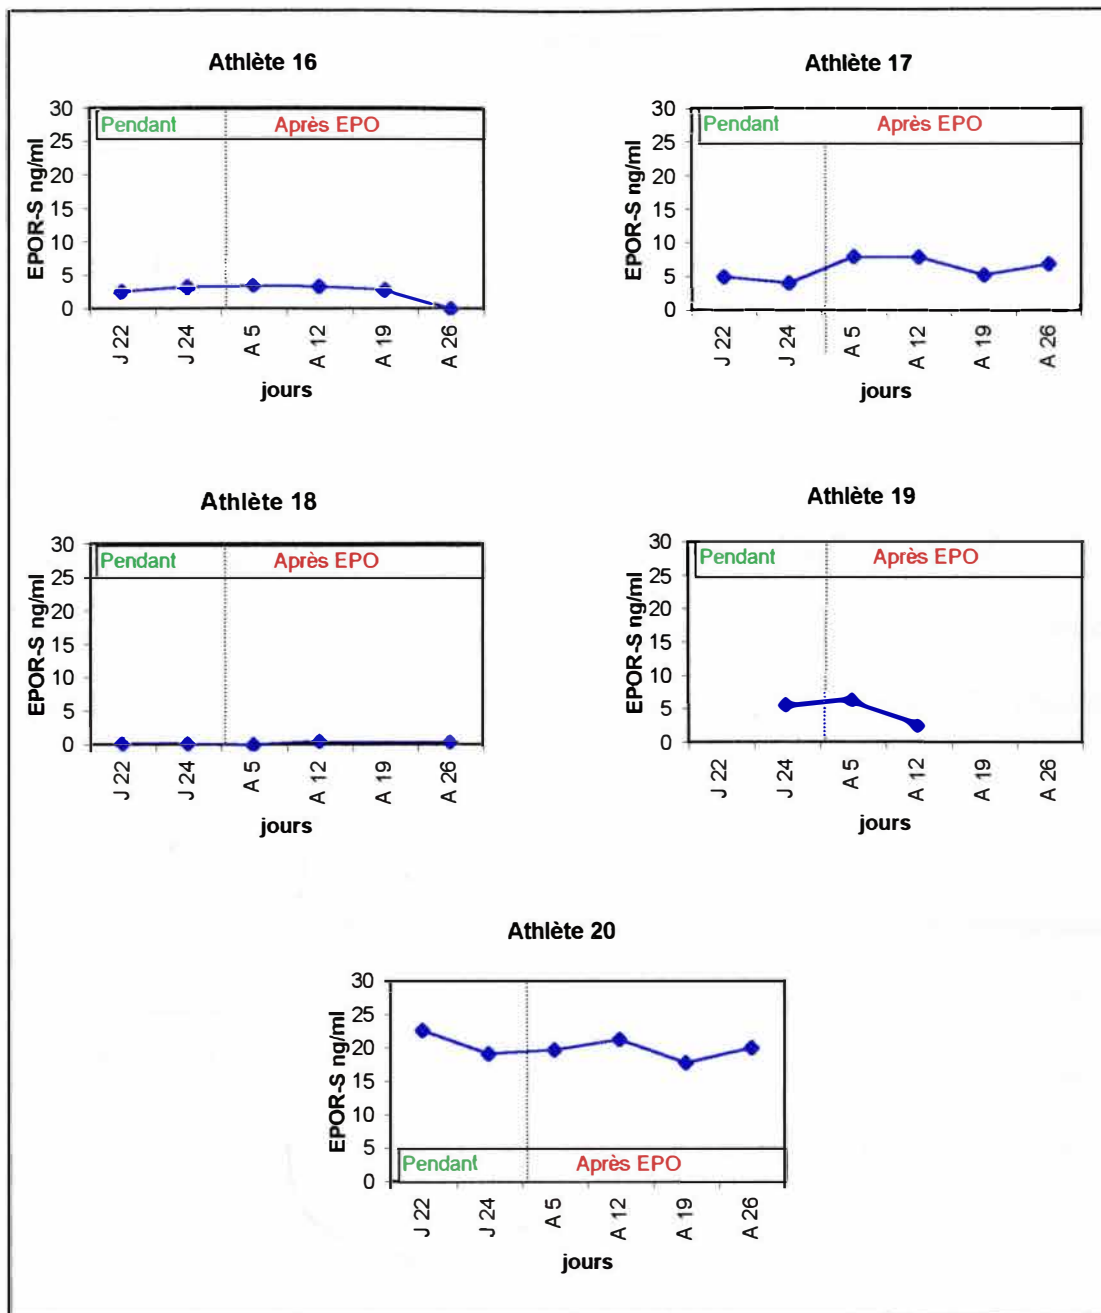 Athlète 16
EPOR-S ng/ml
30
25
20
15
10
5
0
Pendant
Après EPO
J 22
J 24
A 5
A 12
A 19
A 26
jours
Athlète 17
EPOR-S ng/ml
30
25
20
15
10
5
0
Pendant
Après EPO
J 22
J 24
A 5
A 12
A 19
A 26
jours
Athlète 18
EPOR-S ng/ml
30
25
20
15
10
5
0
Pendant
Après EPO
J 22
J 24
A 5
A 12
A 19
A 26
jours
Athlète 19
EPOR-S ng/ml
30
25
20
15
10
5
0
Pendant
Après EPO
J 22
J 24
A 5
A 12
A 19
A 26
jours
Athlète 20
EPOR-S ng/ml
30
25
20
15
10
5
0
Pendant
Après EPO
J 22
J 24
A 5
A 12
A 19
A 26
jours